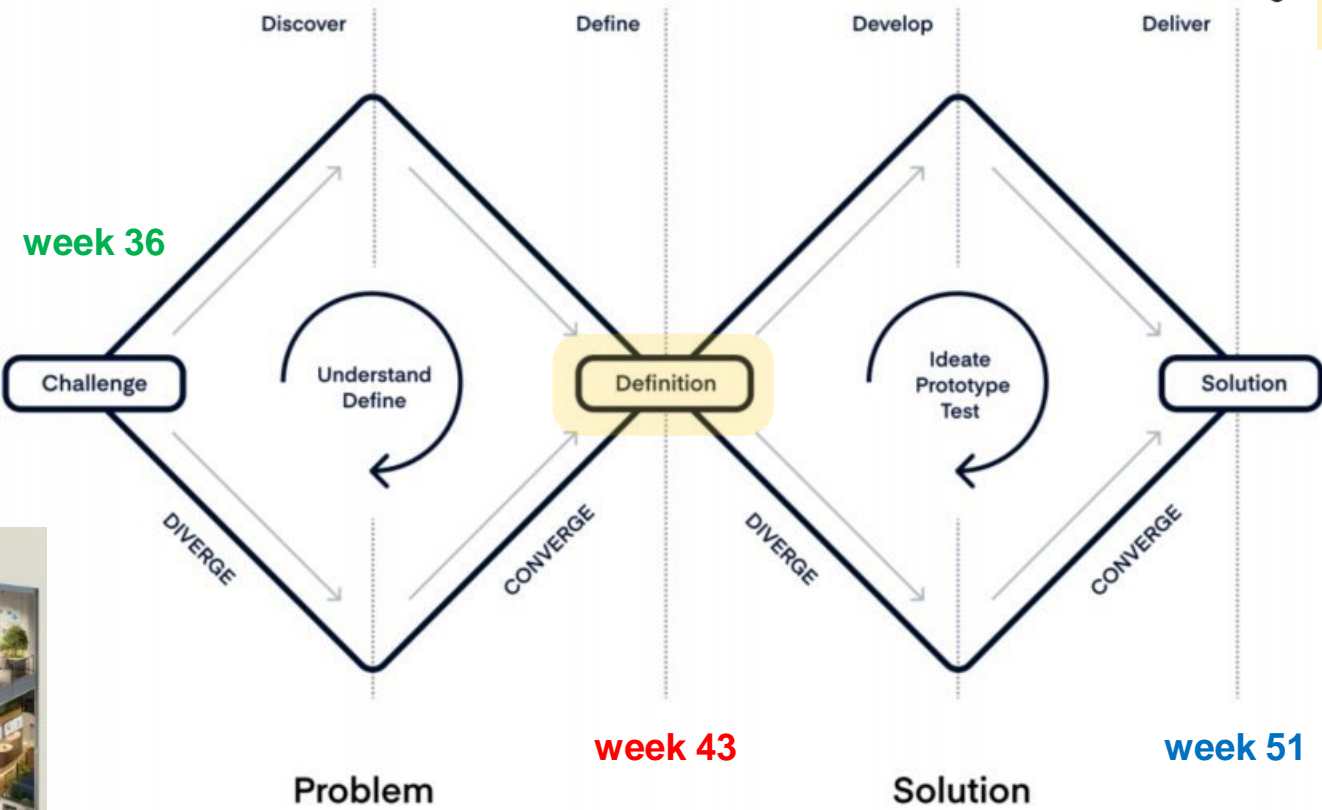 Discover
Define
Develop
Deliver
week 36
Challenge
Understand
Define
Definition
Ideate
Prototype
Test
Solution
DIVERGE
CONVERGE
DIVERGE
CONVERGE
week 43
week 51
Problem
Solution